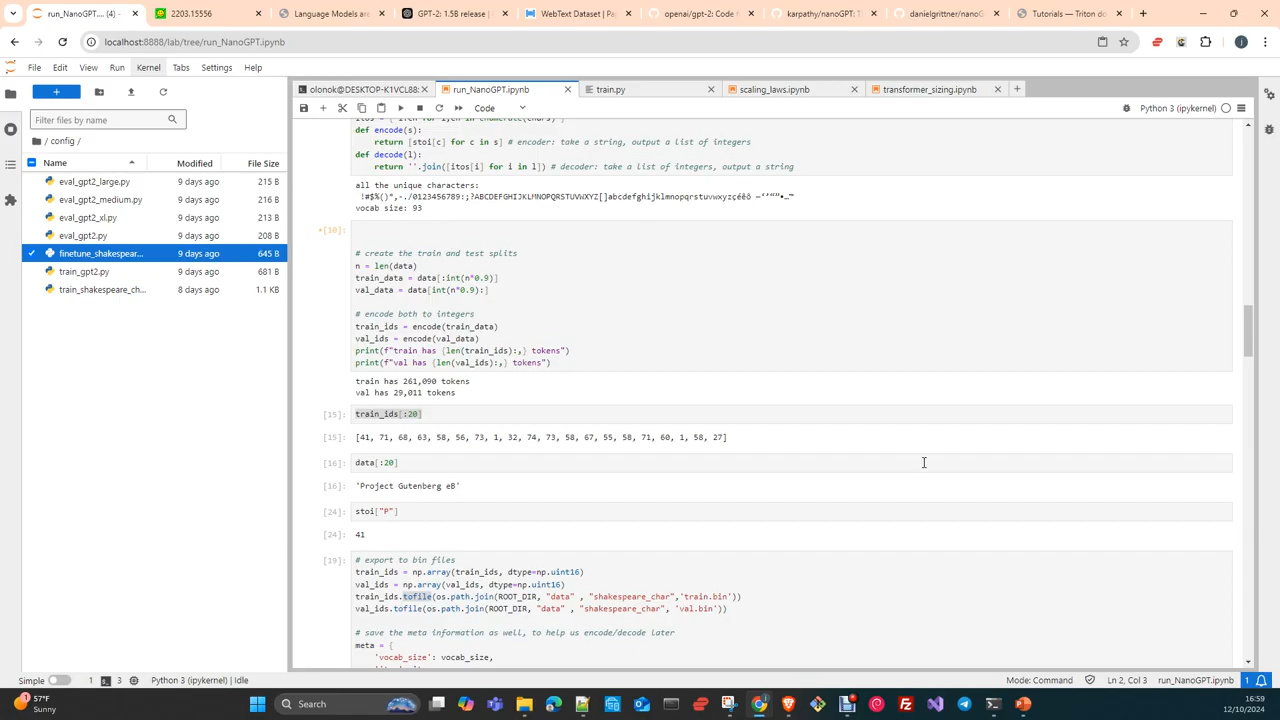 run_NanoGPT.... (4) - Ju
2203.15556
Language Models are
GPT-2: 1.5B release |
WebText Dataset | Pap
openai/gpt-2: Code f
karpathy/nanoGPT: T
danielgrittner/nanoG
Tutorials — Triton do
localhost:8888/lab/tree/run_NanoGPT.ipynb
File Edit View Run Kernel Tabs Settings Help
olonok@DESKTOP-K1VCL88:
run_NanoGPT.ipynb
train.py
scaling_laws.ipynb
transformer_sizing.ipynb
Code
Python 3 (ipykernel)
Filter files by name
/ config /
Name Modified File Size
eval_gpt2_large.py 9 days ago 215 B
eval_gpt2_medium.py 9 days ago 216 B
eval_gpt2_xl.py 9 days ago 213 B
eval_gpt2.py 9 days ago 208 B
finetune_shakespear... 9 days ago 645 B
train_gpt2.py 9 days ago 681 B
train_shakespeare_ch... 8 days ago 1.1 KB
def encode(s):
return [stoi[c] for c in s] # encoder: take a string, output a list of integers
def decode(l):
return ''.join([itos[i] for i in l]) # decoder: take a list of integers, output a string
all the unique characters:
vocab size: 93
*[10]:
# create the train and test splits
n = len(data)
train_data = data[:int(n*0.9)]
val_data = data[int(n*0.9):]
# encode both to integers
train_ids = encode(train_data)
val_ids = encode(val_data)
print(f"train has {len(train_ids):,} tokens")
print(f"val has {len(val_ids):,} tokens")
train has 261,090 tokens
val has 29,011 tokens
[15]: train_ids[:20]
[15]: [41, 71, 68, 63, 58, 56, 73, 1, 32, 74, 73, 58, 67, 55, 58, 71, 60, 1, 58, 27]
[16]: data[:20]
[16]: 'Project Gutenberg eB'
[24]: stoi["P"]
[24]: 41
[19]: # export to bin files
train_ids = np.array(train_ids, dtype=np.uint16)
val_ids = np.array(val_ids, dtype=np.uint16)
train_ids.tofile(os.path.join(ROOT_DIR, "data" , "shakespeare_char",'train.bin'))
val_ids.tofile(os.path.join(ROOT_DIR, "data" , "shakespeare_char", 'val.bin'))
# save the meta information as well, to help us encode/decode later
meta = {
'vocab_size': vocab_size,
Simple 1 3 Python 3 (ipykernel) | Idle
Mode: Command Ln 2, Col 3 run_NanoGPT.ipynb 1
57°F
Sunny
Search
16:59
12/10/2024